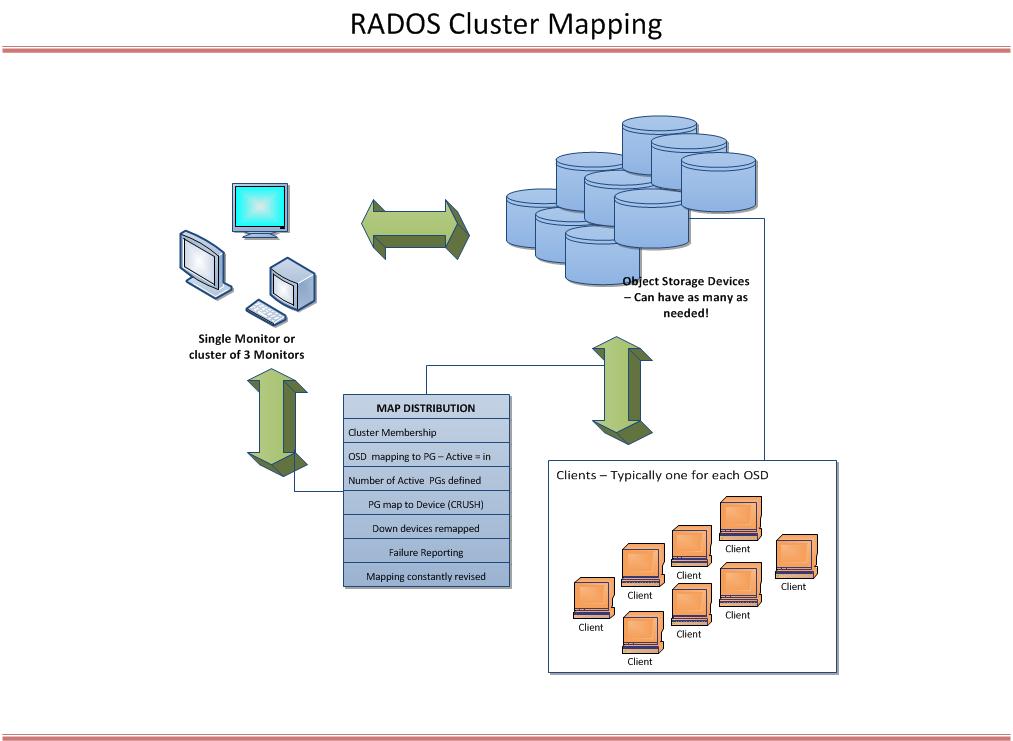 RADOS Cluster Mapping
Object Storage Devices
– Can have as many as
needed!
Single Monitor or
cluster of 3 Monitors
MAP DISTRIBUTION
Cluster Membership
OSD mapping to PG – Active = in
Number of Active PGs defined
PG map to Device (CRUSH)
Down devices remapped
Failure Reporting
Mapping constantly revised
Clients – Typically one for each OSD
Client
Client
Client
Client
Client
Client
Client
Client